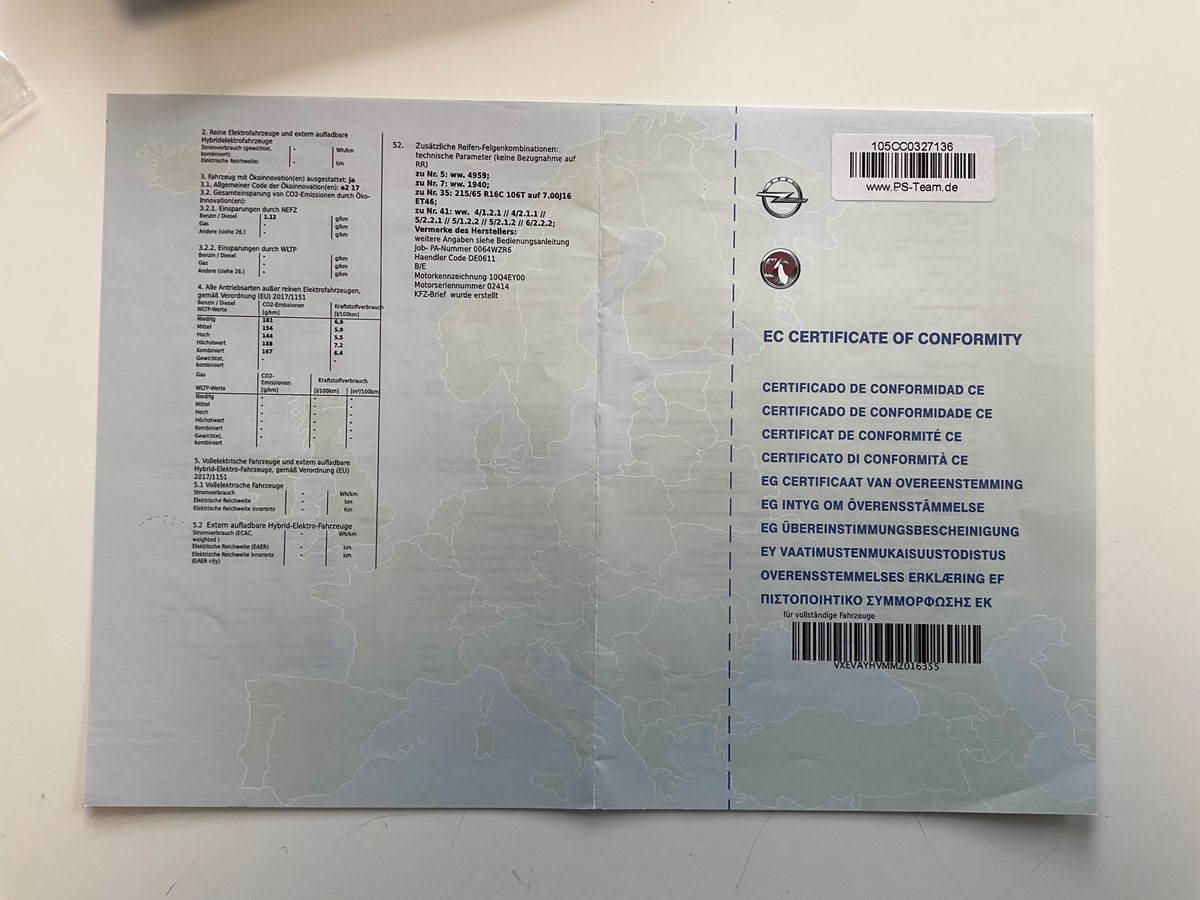 2. Reine Elektrofahrzeuge und extern aufladbare
Hybridelektrofahrzeuge
Stromverbrauch (gewichtet, kombiniert): - Wh/km
Elektrische Reichweite: - km
3. Fahrzeug mit Ökoinnovation(en) ausgestattet: ja
3.1. Allgemeiner Code der Ökoinnovation(en): e2 17
3.2. Gesamteinsparung von CO2-Emissionen durch Öko-
Innovation(en):
3.2.1. Einsparungen durch NEFZ
Benzin / Diesel 1.12 g/km
Gas - g/km
Andere (siehe 26.) - g/km
3.2.2. Einsparungen durch WLTP
Benzin / Diesel - g/km
Gas - g/km
Andere (siehe 26.) - g/km
4. Alle Antriebsarten außer reinen Elektrofahrzeugen,
gemäß Verordnung (EU) 2017/1151
Benzin / Diesel CO2-Emissionen Kraftstoffverbrauch
WLTP-Werte [g/km] [l/100km]
Niedrig 181 6.9
Mittel 154 5.9
Hoch 144 5.5
Höchstwert 188 7.2
Kombiniert 167 6.4
Gewichtet, kombiniert - -
Gas CO2-Emissionen Kraftstoffverbrauch
WLTP-Werte [g/km] [l/100km] [m³/100km]
Niedrig - - -
Mittel - - -
Hoch - - -
Höchstwert - - -
Kombiniert - - -
Gewichtet, kombiniert - - -
5. Vollelektrische Fahrzeuge und extern aufladbare
Hybrid-Elektro-Fahrzeuge, gemäß Verordnung (EU)
2017/1151
5.1 Vollelektrische Fahrzeuge
Stromverbrauch - Wh/km
Elektrische Reichweite - km
Elektrische Reichweite innerorts - Km
5.2 Extern aufladbare Hybrid-Elektro-Fahrzeuge
Stromverbrauch (ECAC, weighted ) - Wh/km
Elektrische Reichweite (EAER) - km
Elektrische Reichweite innerorts (EAER city) - km
52. Zusätzliche Reifen-Felgenkombinationen:
technische Parameter (keine Bezugnahme auf
RR)
zu Nr. 5: ww. 4959;
zu Nr. 7: ww. 1940;
zu Nr. 35: 215/65 R16C 106T auf 7.00J16
ET46;
zu Nr. 41: ww. 4/1.2.1 // 4/2.1.1 //
5/2.2.1 // 5/1.2.2 // 5/2.1.2 // 6/2.2.2;
Vermerke des Herstellers:
weitere Angaben siehe Bedienungsanleitung
Job- PA-Nummer 0064WZR6
Haendler Code DE0611
B/E
Motorkennzeichnung 10Q4EY00
Motorseriennummer 02414
KFZ-Brief wurde erstellt
105CC0327136
www.PS-Team.de
EC CERTIFICATE OF CONFORMITY
CERTIFICADO DE CONFORMIDAD CE
CERTIFICADO DE CONFORMIDADE CE
CERTIFICAT DE CONFORMITÉ CE
CERTIFICATO DI CONFORMITÀ CE
EG CERTIFICAAT VAN OVEREENSTEMMING
EG INTYG OM ÖVERENSSTÄMMELSE
EG ÜBEREINSTIMMUNGSBESCHEINIGUNG
EY VAATIMUSTENMUKAISUUSTODISTUS
OVERENSSTEMMELSES ERKLÆRING EF
ΠΙΣΤΟΠΟΙΗΤΙΚΟ ΣΥΜΜΟΡΦΩΣΗΣ ΕΚ
für vollständige Fahrzeuge
VXEVAYHVMMZ016355